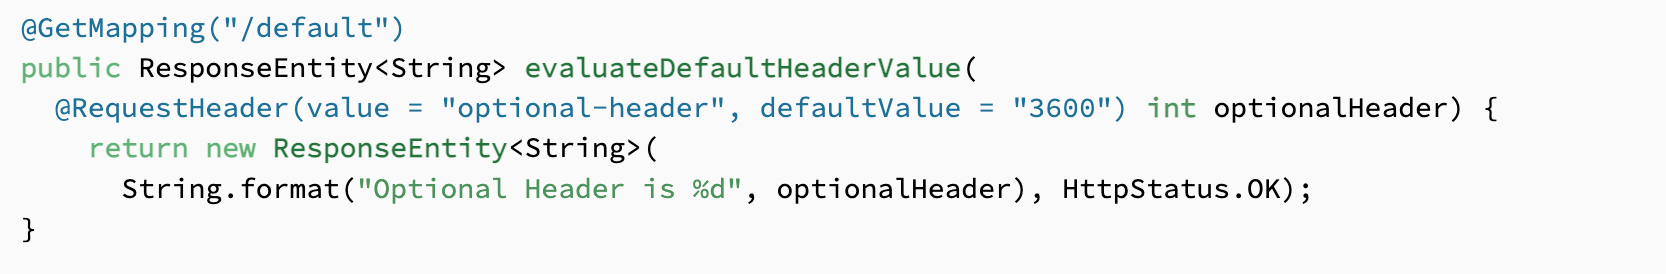 @GetMapping("/default")
public ResponseEntity<String> evaluateDefaultHeaderValue(
  @RequestHeader(value = "optional-header", defaultValue = "3600") int optionalHeader) {
    return new ResponseEntity<String>(
      String.format("Optional Header is %d", optionalHeader), HttpStatus.OK);
}